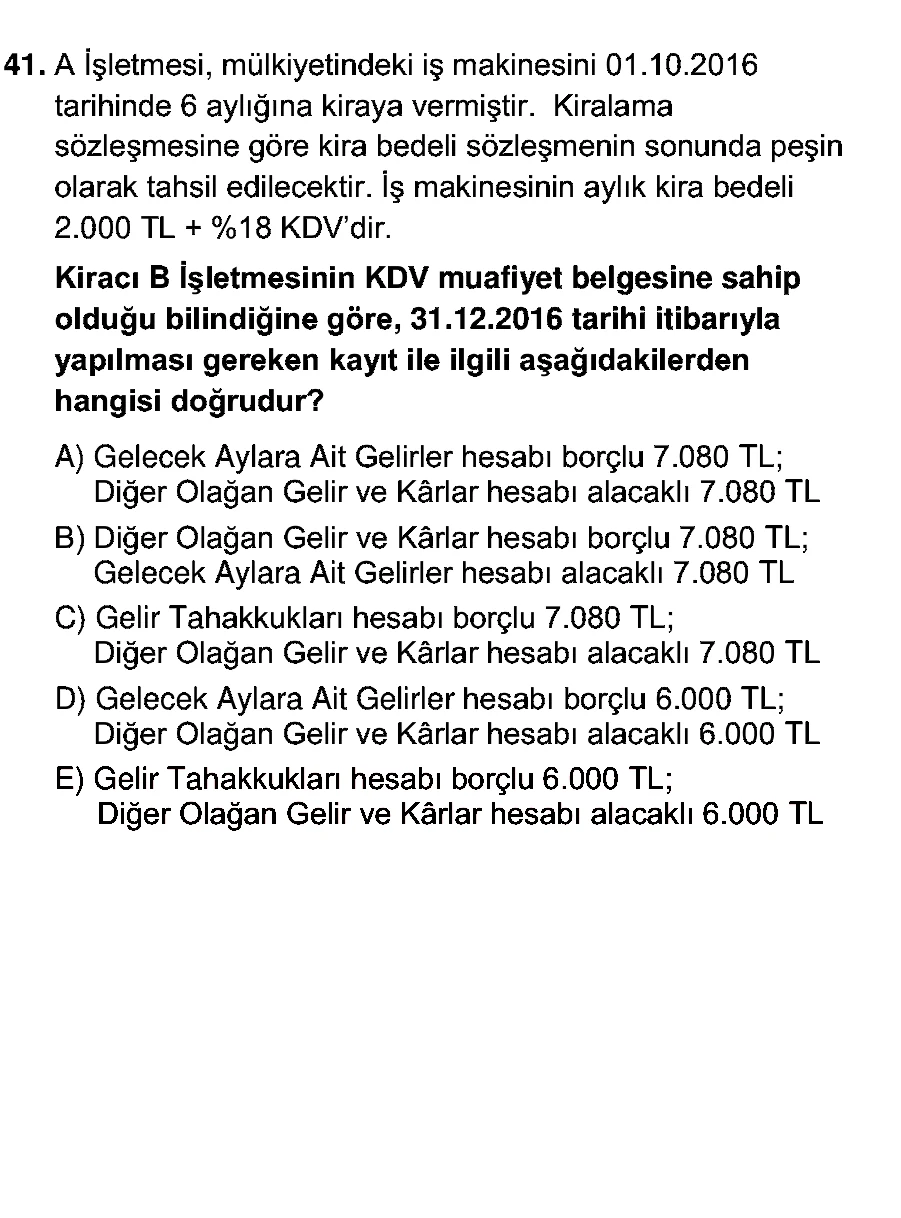 41. A İşletmesi, mülkiyetindeki iş makinesini 01.10.2016
tarihinde 6 aylığına kiraya vermiştir. Kiralama
sözleşmesine göre kira bedeli sözleşmenin sonunda peşin
olarak tahsil edilecektir. İş makinesinin aylık kira bedeli
2.000 TL + %18 KDV’dir.
Kiracı B İşletmesinin KDV muafiyet belgesine sahip
olduğu bilindiğine göre, 31.12.2016 tarihi itibarıyla
yapılması gereken kayıt ile ilgili aşağıdakilerden
hangisi doğrudur?
A) Gelecek Aylara Ait Gelirler hesabı borçlu 7.080 TL;
Diğer Olağan Gelir ve Kârlar hesabı alacaklı 7.080 TL
B) Diğer Olağan Gelir ve Kârlar hesabı borçlu 7.080 TL;
Gelecek Aylara Ait Gelirler hesabı alacaklı 7.080 TL
C) Gelir Tahakkukları hesabı borçlu 7.080 TL;
Diğer Olağan Gelir ve Kârlar hesabı alacaklı 7.080 TL
D) Gelecek Aylara Ait Gelirler hesabı borçlu 6.000 TL;
Diğer Olağan Gelir ve Kârlar hesabı alacaklı 6.000 TL
E) Gelir Tahakkukları hesabı borçlu 6.000 TL;
Diğer Olağan Gelir ve Kârlar hesabı alacaklı 6.000 TL